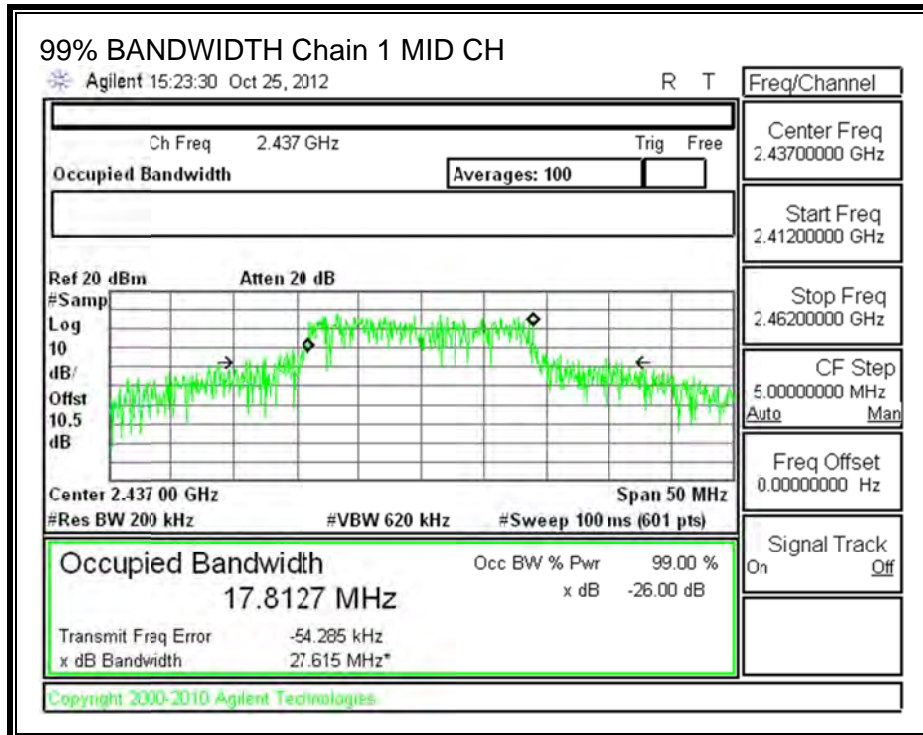 99% BANDWIDTH Chain 1 MID CH
Agilent 15:23:30 Oct 25, 2012 R T
Freq/Channel
Ch Freq 2.437 GHz Trig Free
Occupied Bandwidth Averages: 100
Center Freq
2.43700000 GHz
Start Freq
2.41200000 GHz
Stop Freq
2.46200000 GHz
CF Step
5.00000000 MHz
Auto Man
Freq Offset
0.00000000 Hz
Signal Track
On Off
Ref 20 dBm Atten 20 dB
#Samp
Log
10
dB/
Offst
10.5
dB
Center 2.437 00 GHz Span 50 MHz
#Res BW 200 kHz #VBW 620 kHz #Sweep 100 ms (601 pts)
Occupied Bandwidth
17.8127 MHz
Occ BW % Pwr 99.00 %
x dB -26.00 dB
Transmit Freq Error -54.285 kHz
x dB Bandwidth 27.615 MHz*
Copyright 2000-2010 Agilent Technologies